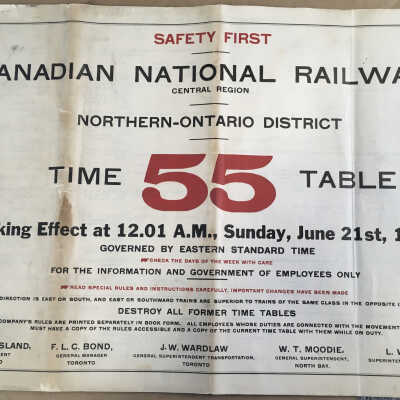 SAFETY FIRST
ANADIAN NATIONAL RAILWA
CENTRAL REGION
NORTHERN-ONTARIO DISTRICT
TIME 55 TABLE
king Effect at 12.01 A.M., Sunday, June 21st, 1
GOVERNED BY EASTERN STANDARD TIME
CHECK THE DAYS OF THE WEEK WITH CARE
FOR THE INFORMATION AND GOVERNMENT OF EMPLOYEES ONLY
READ SPECIAL RULES AND INSTRUCTIONS CAREFULLY, IMPORTANT CHANGES HAVE BEEN MADE
DIRECTION IS EAST OR SOUTH, AND EAST OR SOUTHWARD TRAINS ARE SUPERIOR TO TRAINS OF THE SAME CLASS IN THE OPPOSITE
DESTROY ALL FORMER TIME TABLES
COMPANY'S RULES ARE PRINTED SEPARATELY IN BOOK FORM. ALL EMPLOYEES WHOSE DUTIES ARE CONNECTED WITH THE MOVEMENT
MUST HAVE A COPY OF THE RULES ACCESSIBLE AND A COPY OF THE CURRENT TIME TABLE WITH THEM WHILE ON DUTY.
SLAND, F. L. C. BOND, J. W. WARDLAW W. T. MOODIE, L.
GENERAL MANAGER GENERAL SUPERINTENDENT TRANSPORTATION, GENERAL SUPERINTENDENT,
TORONTO TORONTO NORTH BAY.